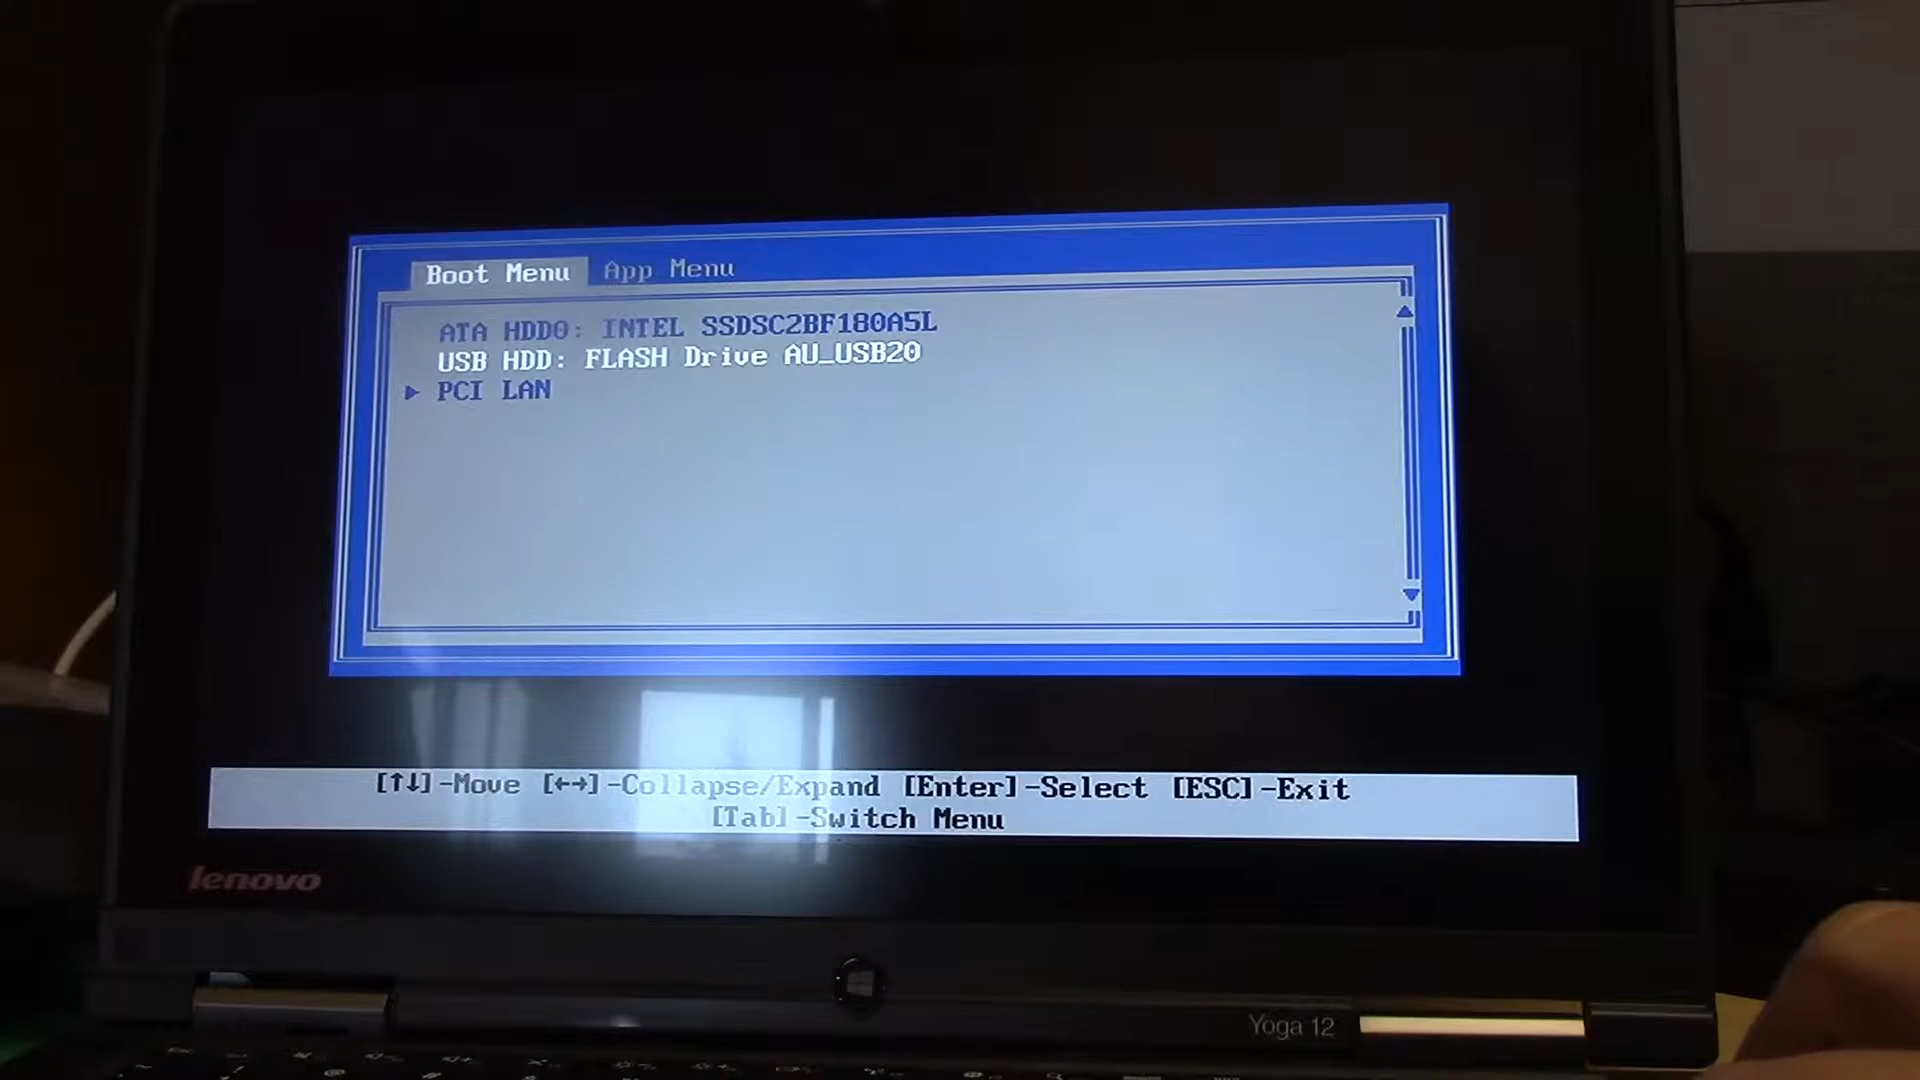 Boot Menu App Menu
ATA HDD0: INTEL SSDSC2BF180A5L
USB HDD: FLASH Drive AU_USB20
PCI LAN
[↑↓]-Move [←→]-Collapse/Expand [Enter]-Select [ESC]-Exit
[Tab]-Switch Menu
lenovo
Yoga 12